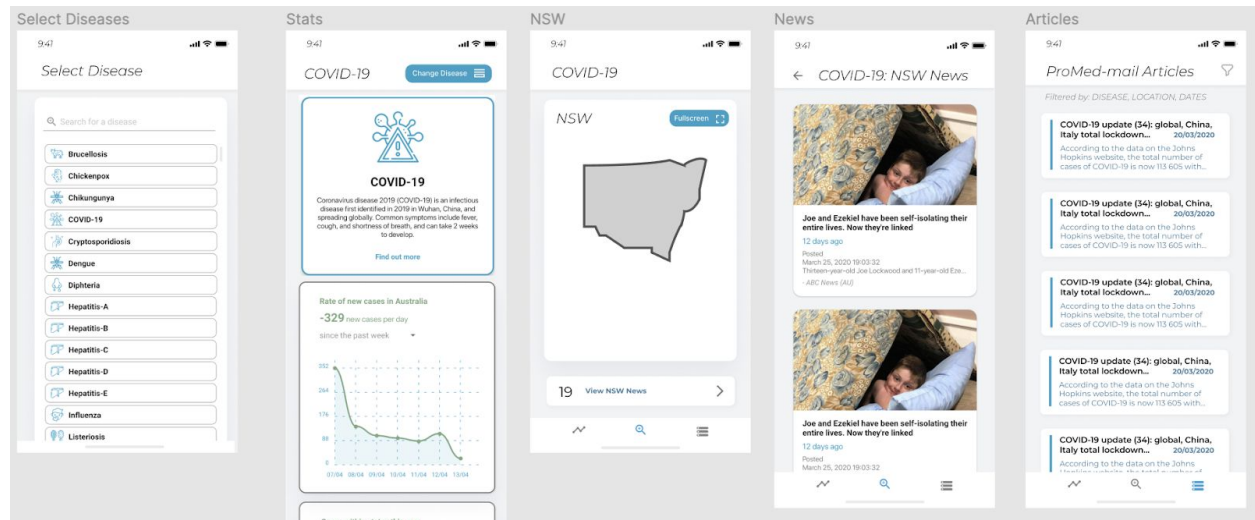 Select Diseases
9:41
Select Disease
Search for a disease
Brucellosis
Chickenpox
Chikungunya
COVID-19
Cryptosporidiosis
Dengue
Diphteria
Hepatitis-A
Hepatitis-B
Hepatitis-C
Hepatitis-D
Hepatitis-E
Influenza
Listeriosis
Stats
9:41
COVID-19
Change Disease
COVID-19
Coronavirus disease 2019 (COVID-19) is an infectious
disease first identified in 2019 in Wuhan, China, and
spreading globally. Common symptoms include fever,
cough, and shortness of breath, and can take 2 weeks
to develop.
Find out more
Rate of new cases in Australia
-329 new cases per day
since the past week
352
264
176
88
0
07/04 08/04 09/04 10/04 11/04 12/04 13/04
NSW
9:41
COVID-19
NSW
Fullscreen
19 View NSW News
News
9:41
COVID-19: NSW News
Joe and Ezekiel have been self-isolating their
entire lives. Now they're linked
12 days ago
Posted
March 25, 2020 19:03:32
Thirteen-year-old Joe Lockwood and 11-year-old Eze...
- ABC News (AU)
Joe and Ezekiel have been self-isolating their
entire lives. Now they're linked
12 days ago
Posted
March 25, 2020 19:03:32
Articles
9:41
ProMed-mail Articles
Filtered by: DISEASE, LOCATION, DATES
COVID-19 update (34): global, China,
Italy total lockdown... 20/03/2020
According to the data on the Johns
Hopkins website, the total number of
cases of COVID-19 is now 113 605 with...
COVID-19 update (34): global, China,
Italy total lockdown... 20/03/2020
According to the data on the Johns
Hopkins website, the total number of
cases of COVID-19 is now 113 605 with...
COVID-19 update (34): global, China,
Italy total lockdown... 20/03/2020
According to the data on the Johns
Hopkins website, the total number of
cases of COVID-19 is now 113 605 with...
COVID-19 update (34): global, China,
Italy total lockdown... 20/03/2020
According to the data on the Johns
Hopkins website, the total number of
cases of COVID-19 is now 113 605 with...
COVID-19 update (34): global, China,
Italy total lockdown... 20/03/2020
According to the data on the Johns